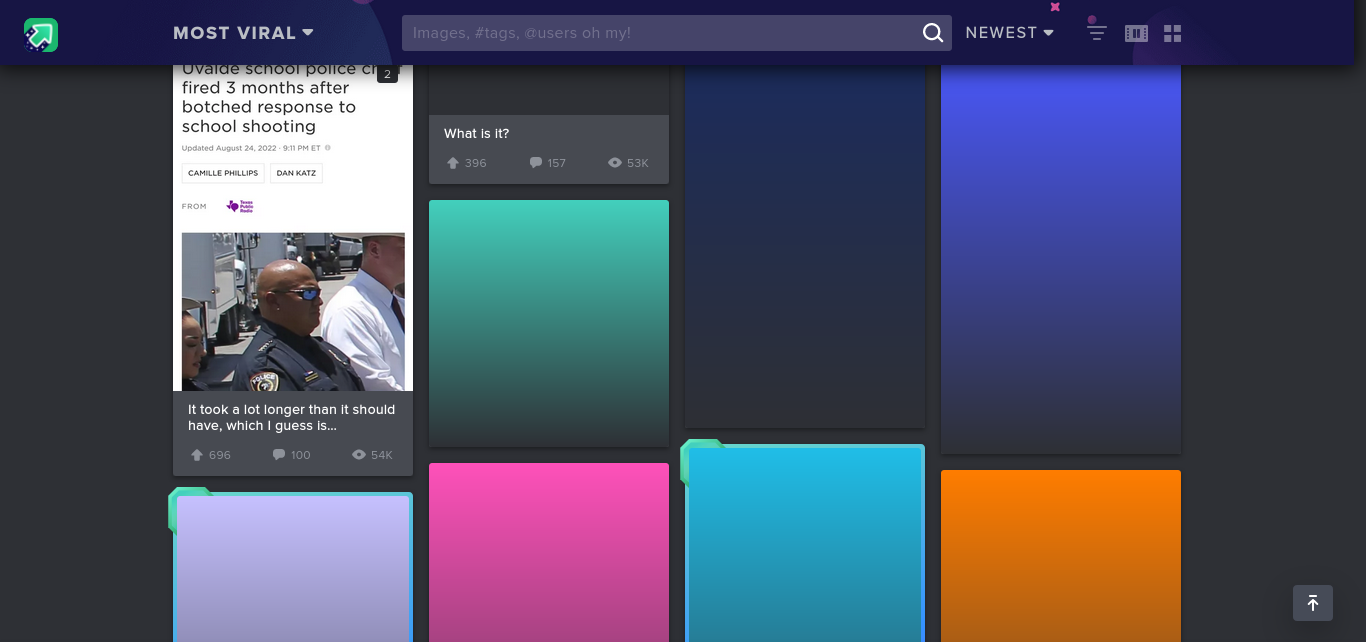 MOST VIRAL
Images, #tags, @users oh my!
NEWEST
Uvalde school police chief
2
fired 3 months after
botched response to
school shooting
Updated August 24, 2022 · 9:11 PM ET
CAMILLE PHILLIPS
DAN KATZ
FROM
Texas
Public
Radio
POLICE
It took a lot longer than it should
have, which I guess is...
696
100
54K
What is it?
396
157
53K